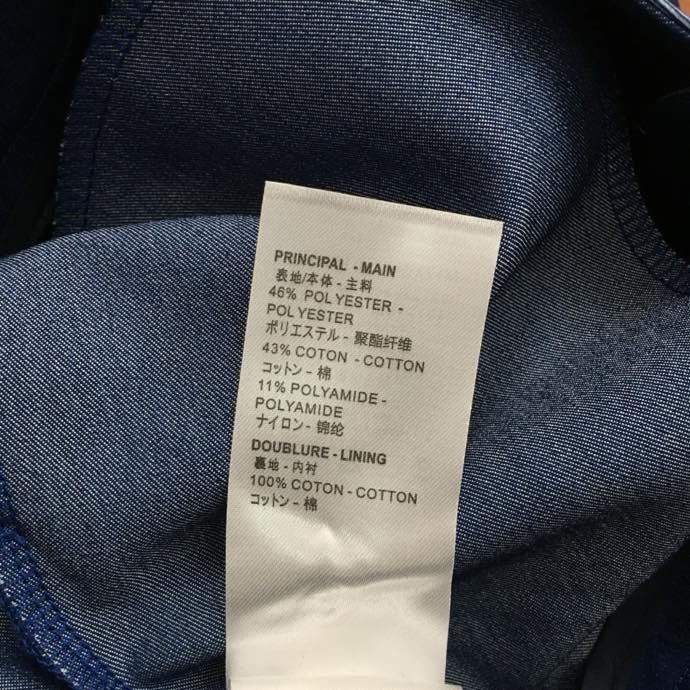 PRINCIPAL - MAIN
表地/本体 - 主料
46% POLYESTER -
POLYESTER
ポリエステル - 聚酯纤维
43% COTON - COTTON
コットン - 棉
11% POLYAMIDE -
POLYAMIDE
ナイロン - 锦纶
DOUBLURE - LINING
裏地 - 内衬
100% COTON - COTTON
コットン - 棉